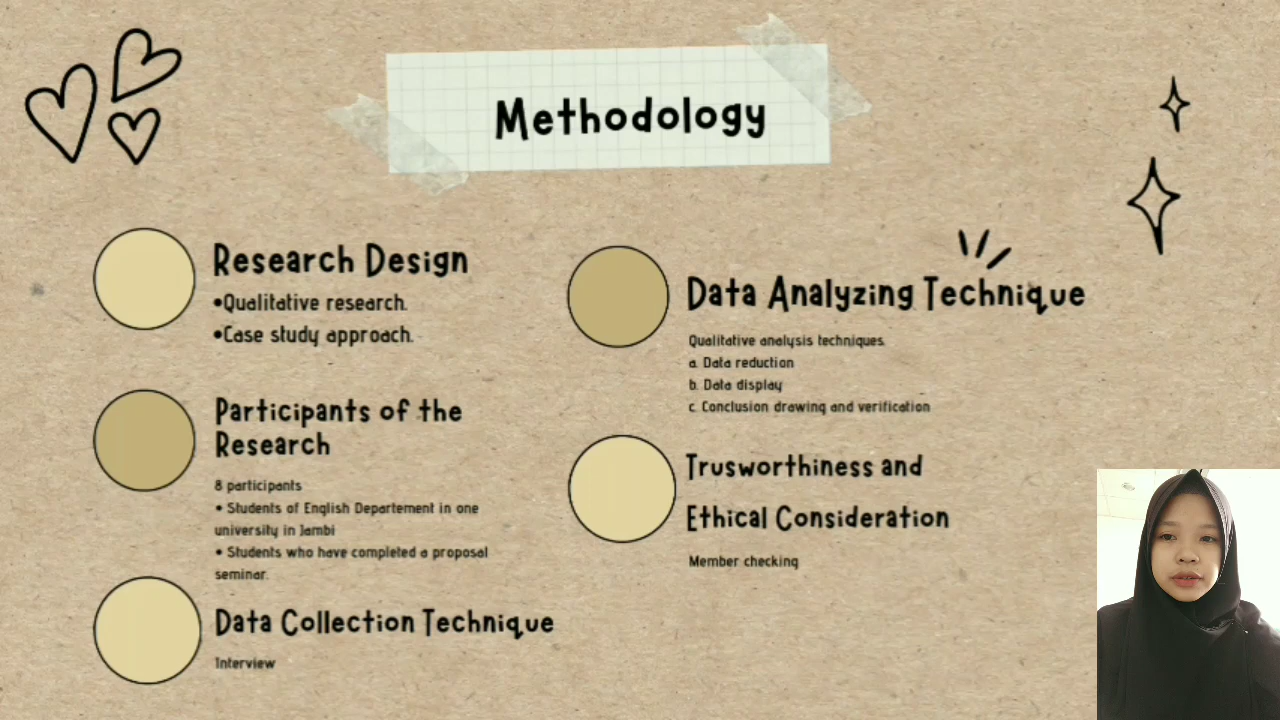 Methodology
Research Design
•Qualitative research.
•Case study approach.
Participants of the
Research
8 participants
• Students of English Departement in one
university in Jambi
• Students who have completed a proposal
seminar.
Data Collection Technique
Interview
Data Analyzing Technique
Qualitative analysis techniques.
a. Data reduction
b. Data display
c. Conclusion drawing and verification
Trusworthiness and
Ethical Consideration
Member checking